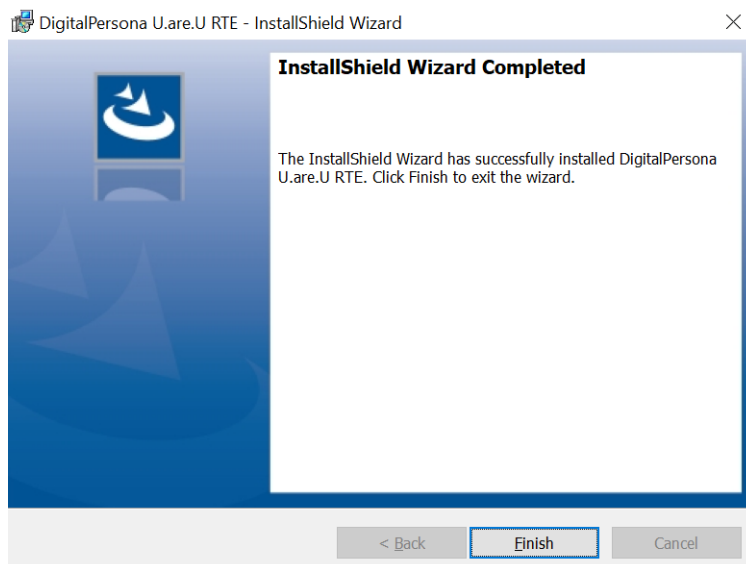 DigitalPersona U.are.U RTE - InstallShield Wizard
InstallShield Wizard Completed
The InstallShield Wizard has successfully installed DigitalPersona
U.are.U RTE. Click Finish to exit the wizard.
< Back
Finish
Cancel